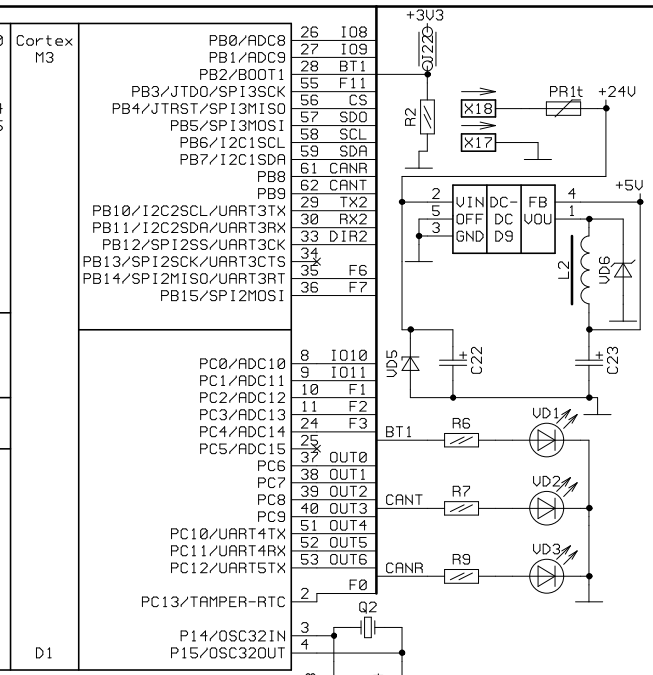 Cortex
M3
PB0/ADC8 26 IO8
PB1/ADC9 27 IO9
PB2/BOOT1 28 BT1
PB3/JTDO/SPI3SCK 55 F11
PB4/JTRST/SPI3MISO 56 CS
PB5/SPI3MOSI 57 SDO
PB6/I2C1SCL 58 SCL
PB7/I2C1SDA 59 SDA
PB8 61 CANR
PB9 62 CANT
PB10/I2C2SCL/UART3TX 29 TX2
PB11/I2C2SDA/UART3RX 30 RX2
PB12/SPI2SS/UART3CK 33 DIR2
PB13/SPI2SCK/UART3CTS 34
PB14/SPI2MISO/UART3RT 35 F6
PB15/SPI2MOSI 36 F7
PC0/ADC10 8 IO10
PC1/ADC11 9 IO11
PC2/ADC12 10 F1
PC3/ADC13 11 F2
PC4/ADC14 24 F3
PC5/ADC15 25
PC6 37 OUT0
PC7 38 OUT1
PC8 39 OUT2
PC9 40 OUT3
PC10/UART4TX 51 OUT4
PC11/UART4RX 52 OUT5
PC12/UART5TX 53 OUT6
PC13/TAMPER-RTC 2 F0
P14/OSC32IN 3
P15/OSC32OUT 4
D1
Q2
+3V3
J22
R2
X18
X17
PR1t
+24V
+5V
2 VIN DC- FB 4
5 OFF DC VOU 1
3 GND D9
L2
VD6
VD5
C22
C23
BT1 R6 VD1
CANT R7 VD2
CANR R9 VD3